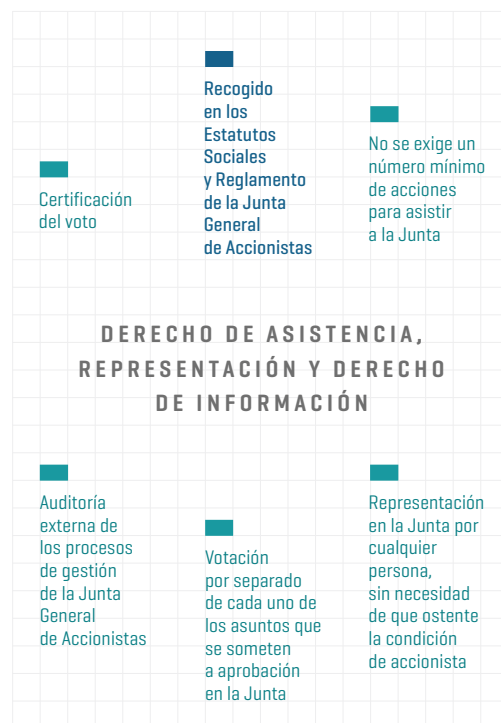 Recogido
en los
Estatutos
Sociales
y Reglamento
de la Junta
General
de Accionistas
No se exige un
número mínimo
de acciones
para asistir
a la Junta
Certificación
del voto
DERECHO DE ASISTENCIA,
REPRESENTACIÓN Y DERECHO
DE INFORMACIÓN
Auditoría
externa de
los procesos
de gestión
de la Junta
General
de Accionistas
Votación
por separado
de cada uno de
los asuntos que
se someten
a aprobación
en la Junta
Representación
en la Junta por
cualquier
persona,
sin necesidad
de que ostente
la condición
de accionista